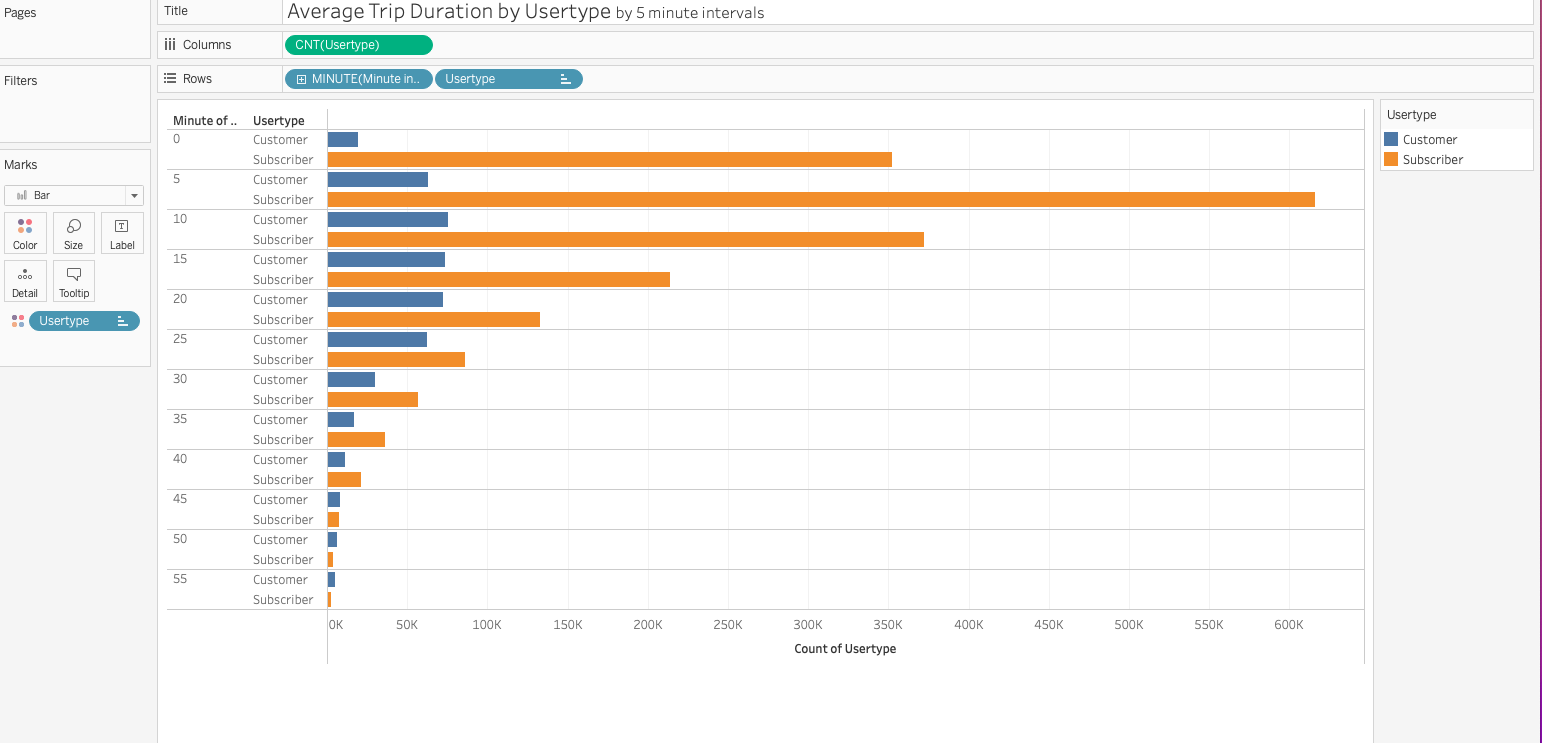 Pages
Title
Average Trip Duration by Usertype by 5 minute intervals
Columns
CNT(Usertype)
Filters
Rows
MINUTE(Minute in..
Usertype
Marks
Bar
Color
Size
Label
Detail
Tooltip
Usertype
Minute of ..
Usertype
0
Customer
Subscriber
5
Customer
Subscriber
10
Customer
Subscriber
15
Customer
Subscriber
20
Customer
Subscriber
25
Customer
Subscriber
30
Customer
Subscriber
35
Customer
Subscriber
40
Customer
Subscriber
45
Customer
Subscriber
50
Customer
Subscriber
55
Customer
Subscriber
0K 50K 100K 150K 200K 250K 300K 350K 400K 450K 500K 550K 600K
Count of Usertype
Usertype
Customer
Subscriber